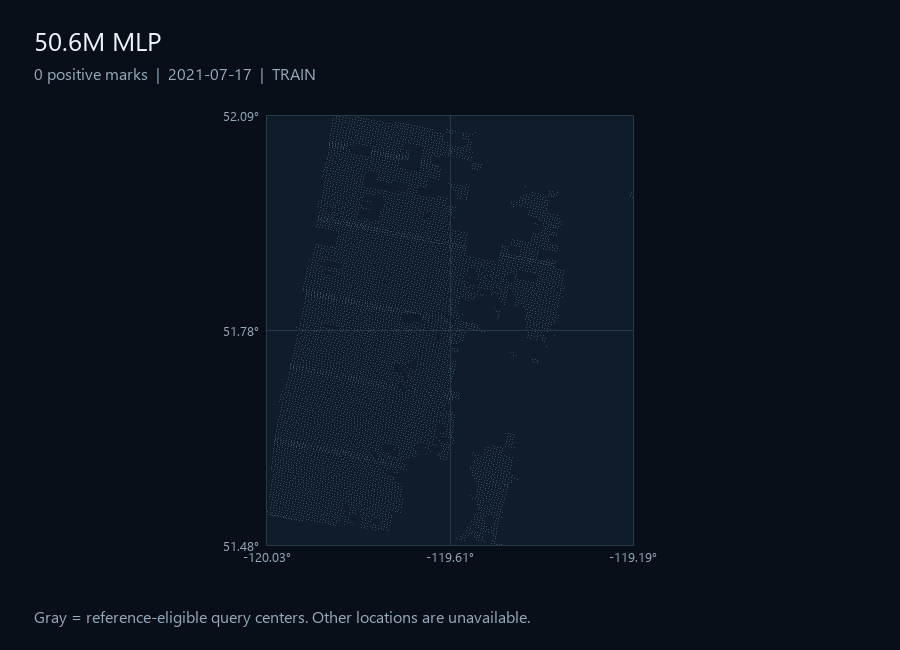 50.6M MLP
0 positive marks | 2021-07-17 | TRAIN
52.09°
51.78°
51.48°
-120.03°
-119.61°
-119.19°
Gray = reference-eligible query centers. Other locations are unavailable.